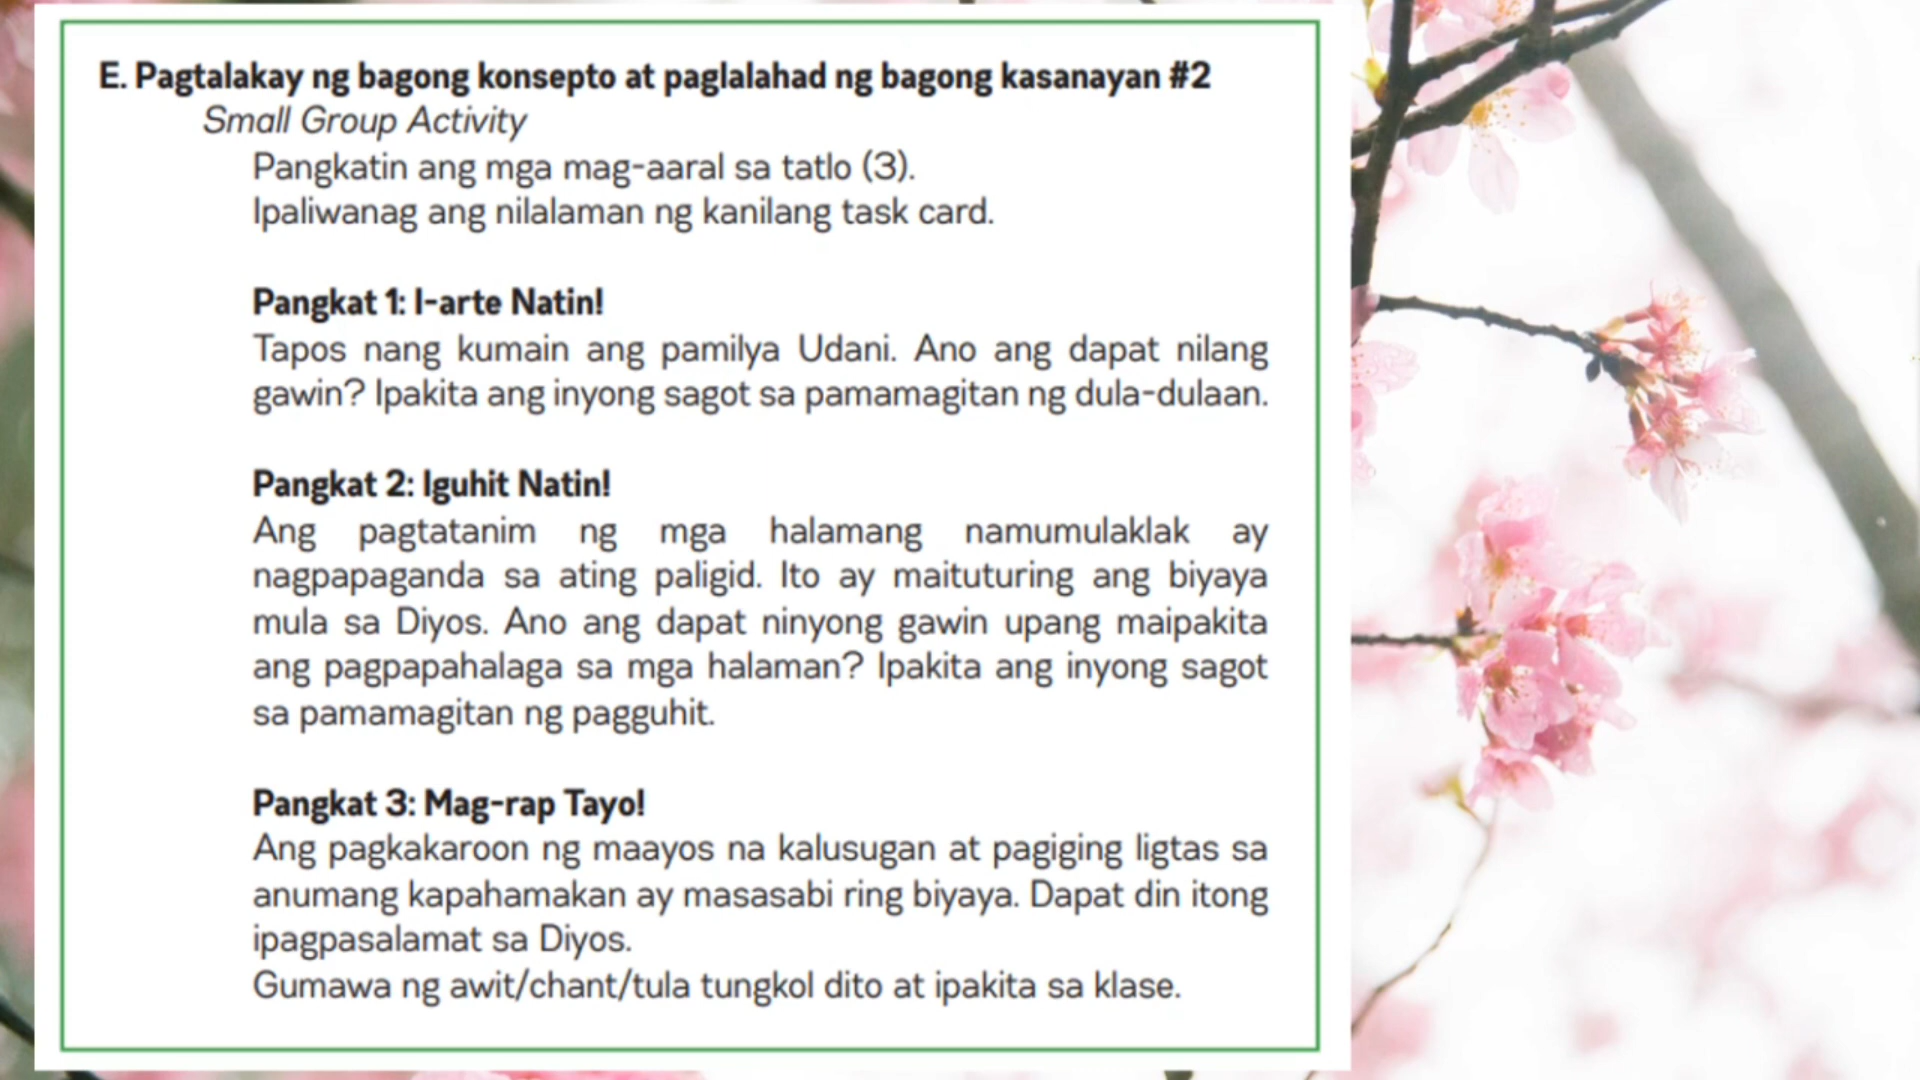 E. Pagtalakay ng bagong konsepto at paglalahad ng bagong kasanayan #2
Small Group Activity
Pangkatin ang mga mag-aaral sa tatlo (3).
Ipaliwanag ang nilalaman ng kanilang task card.
Pangkat 1: I-arte Natin!
Tapos nang kumain ang pamilya Udani. Ano ang dapat nilang
gawin? Ipakita ang inyong sagot sa pamamagitan ng dula-dulaan.
Pangkat 2: Iguhit Natin!
Ang pagtatanim ng mga halamang namumulaklak ay
nagpapaganda sa ating paligid. Ito ay maituturing ang biyaya
mula sa Diyos. Ano ang dapat ninyong gawin upang maipakita
ang pagpapahalaga sa mga halaman? Ipakita ang inyong sagot
sa pamamagitan ng pagguhit.
Pangkat 3: Mag-rap Tayo!
Ang pagkakaroon ng maayos na kalusugan at pagiging ligtas sa
anumang kapahamakan ay masasabi ring biyaya. Dapat din itong
ipagpasalamat sa Diyos.
Gumawa ng awit/chant/tula tungkol dito at ipakita sa klase.